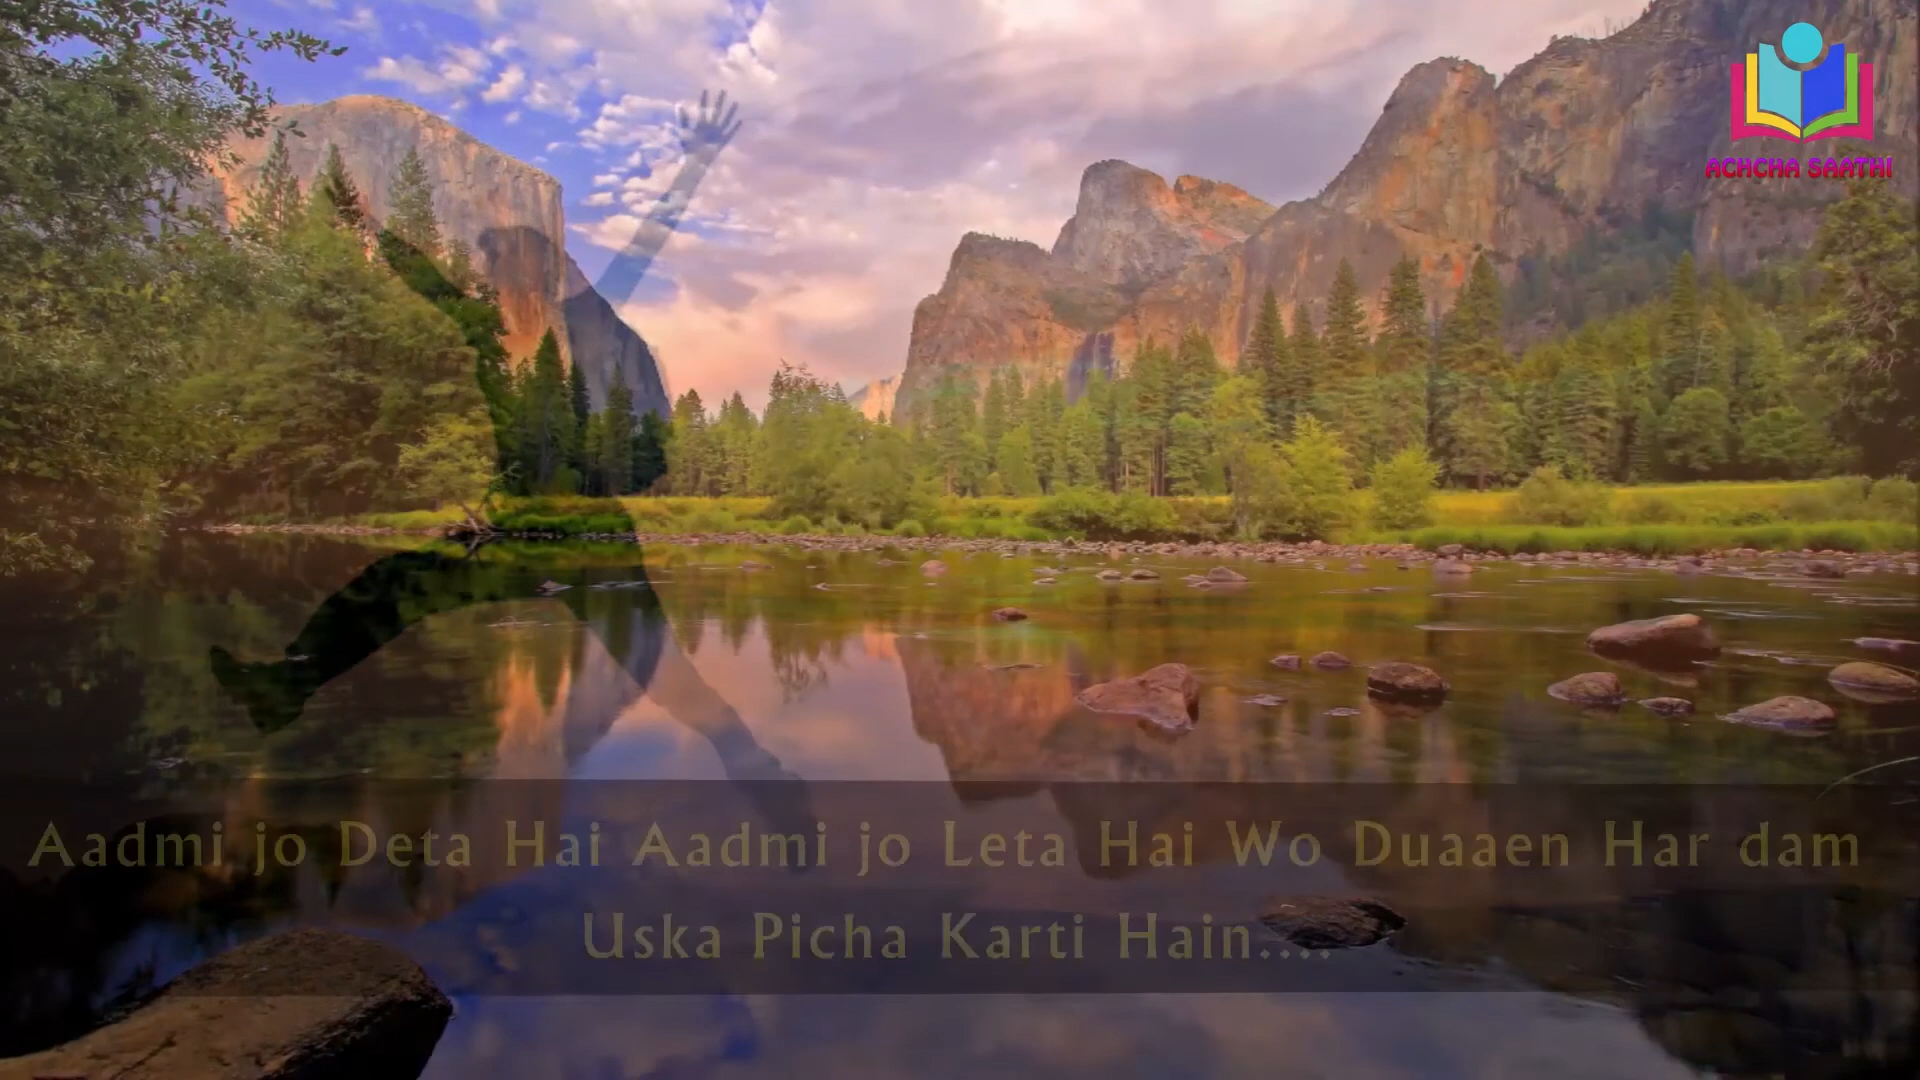 ACHCHA SAATHI
Aadmi jo Deta Hai Aadmi jo Leta Hai Wo Duaaen Har dam
Uska Picha Karti Hain....